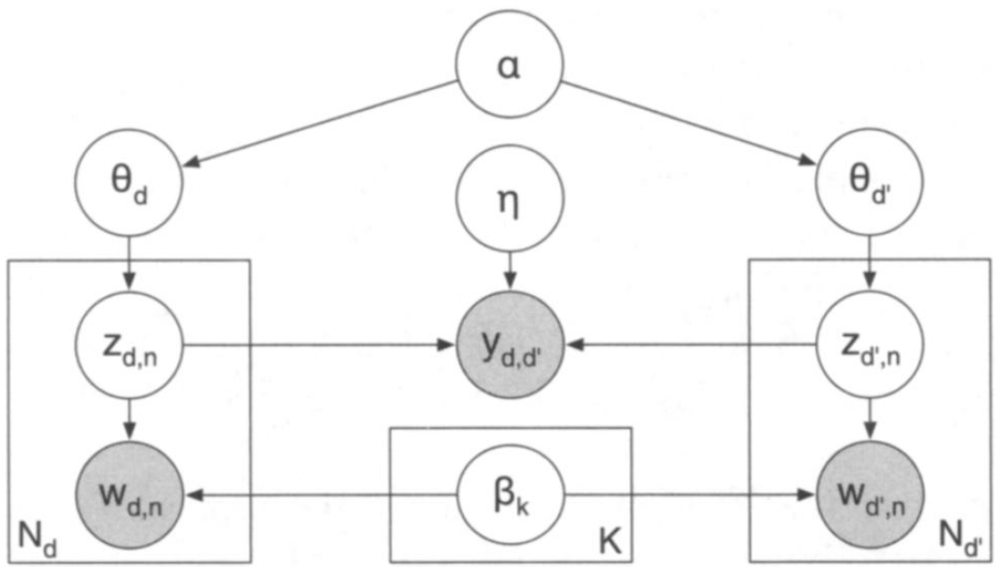 α
θd
η
θd'
zd,n
yd,d'
zd',n
wd,n
βk
wd',n
Nd
K
Nd'